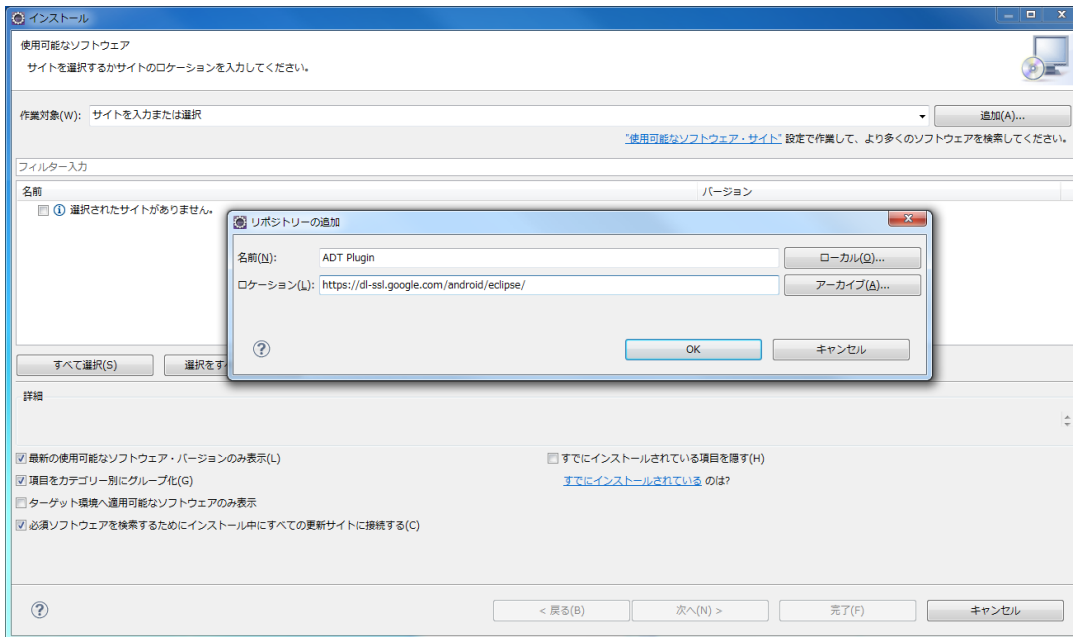 インストール
使用可能なソフトウェア
サイトを選択するかサイトのロケーションを入力してください。
作業対象(W): サイトを入力または選択 追加(A)...
"使用可能なソフトウェア・サイト" 設定で作業して、より多くのソフトウェアを検索してください。
フィルター入力
名前 バージョン
選択されたサイトがありません。
リポジトリーの追加
名前(N): ADT Plugin ローカル(O)...
ロケーション(L): https://dl-ssl.google.com/android/eclipse/ アーカイブ(A)...
OK キャンセル
すべて選択(S) 選択をす
詳細
最新の使用可能なソフトウェア・バージョンのみ表示(L) すでにインストールされている項目を隠す(H)
項目をカテゴリー別にグループ化(G) すでにインストールされている のは?
ターゲット環境へ適用可能なソフトウェアのみ表示
必須ソフトウェアを検索するためにインストール中にすべての更新サイトに接続する(C)
< 戻る(B) 次へ(N) > 完了(F) キャンセル